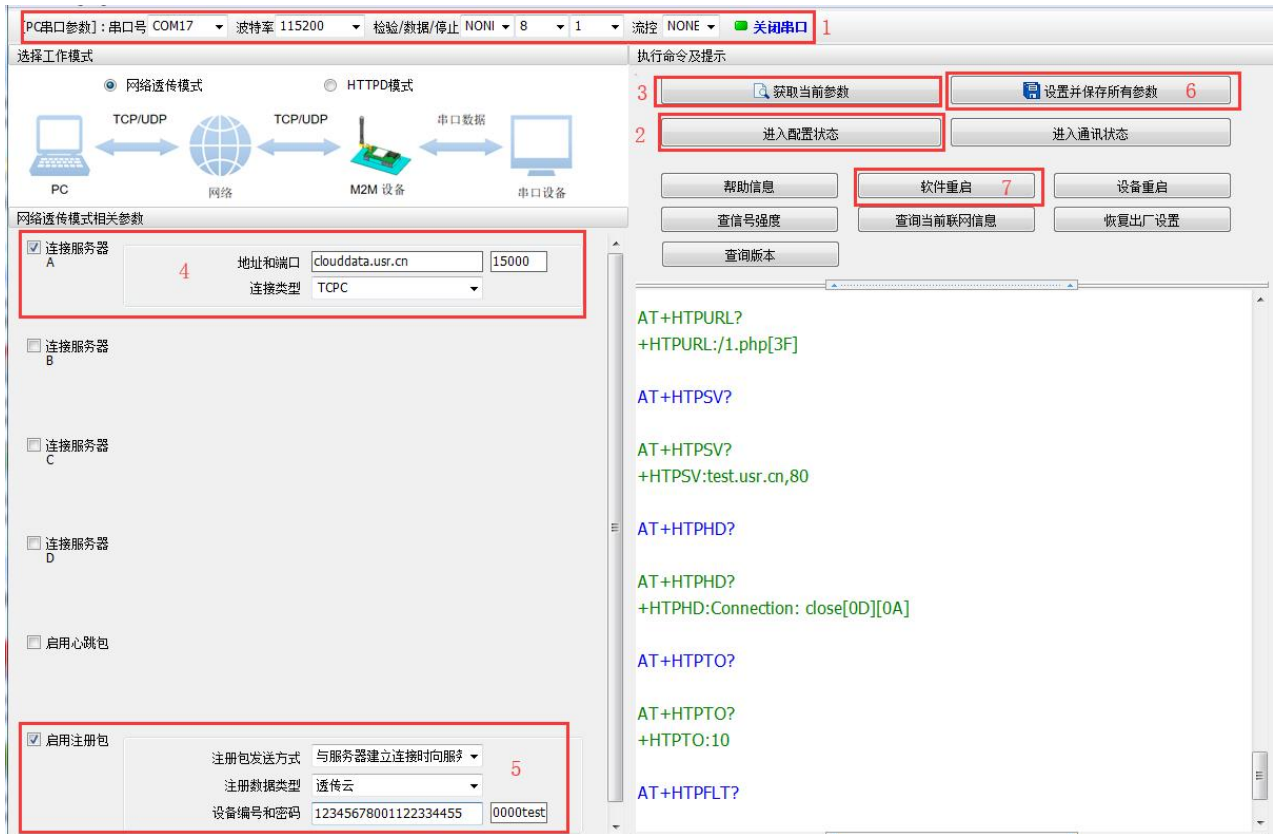 [PC串口参数]：串口号 COM17 波特率 115200 检验/数据/停止 NONI 8 1 流控 NONE 关闭串口 1
选择工作模式
网络透传模式 HTTPD模式
TCP/UDP TCP/UDP 串口数据
PC 网络 M2M 设备 串口设备
网络透传模式相关参数
连接服务器
A
4
地址和端口 clouddata.usr.cn 15000
连接类型 TCPC
连接服务器
B
连接服务器
C
连接服务器
D
启用心跳包
启用注册包
注册包发送方式 与服务器建立连接时向服务
注册数据类型 透传云
5
设备编号和密码 12345678001122334455 0000test
执行命令及提示
3 获取当前参数 设置并保存所有参数 6
2 进入配置状态 进入通讯状态
帮助信息 软件重启 7 设备重启
查信号强度 查询当前联网信息 恢复出厂设置
查询版本
AT+HTPURL?
+HTPURL:/1.php[3F]
AT+HTPSV?
AT+HTPSV?
+HTPSV:test.usr.cn,80
AT+HTPHD?
AT+HTPHD?
+HTPHD:Connection: close[0D][0A]
AT+HTPTO?
AT+HTPTO?
+HTPTO:10
AT+HTPFLT?